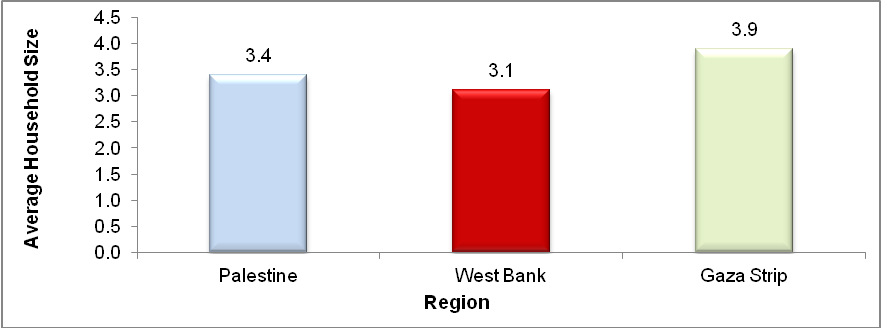 Average Household Size
4.5
4.0
3.5
3.0
2.5
2.0
1.5
1.0
0.5
0.0
3.4
3.1
3.9
Palestine
West Bank
Gaza Strip
Region